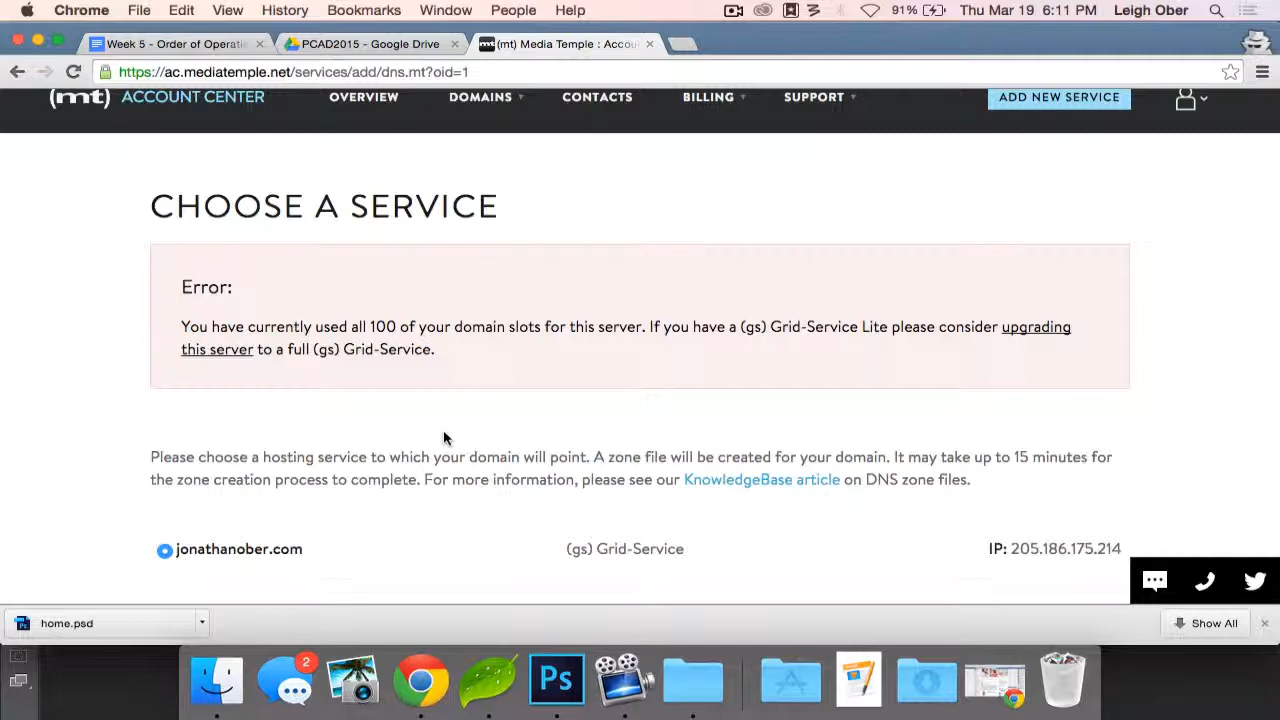 Chrome File Edit View History Bookmarks Window People Help 91% Thu Mar 19 6:11 PM Leigh Ober
Week 5 - Order of Operati PCAD2015 - Google Drive (mt) Media Temple : Accou
https://ac.mediatemple.net/services/add/dns.mt?oid=1
(mt) ACCOUNT CENTER OVERVIEW DOMAINS CONTACTS BILLING SUPPORT ADD NEW SERVICE
CHOOSE A SERVICE
Error:
You have currently used all 100 of your domain slots for this server. If you have a (gs) Grid-Service Lite please consider upgrading
this server to a full (gs) Grid-Service.
Please choose a hosting service to which your domain will point. A zone file will be created for your domain. It may take up to 15 minutes for
the zone creation process to complete. For more information, please see our KnowledgeBase article on DNS zone files.
jonathanober.com (gs) Grid-Service IP: 205.186.175.214
home.psd Show All
2
Ps